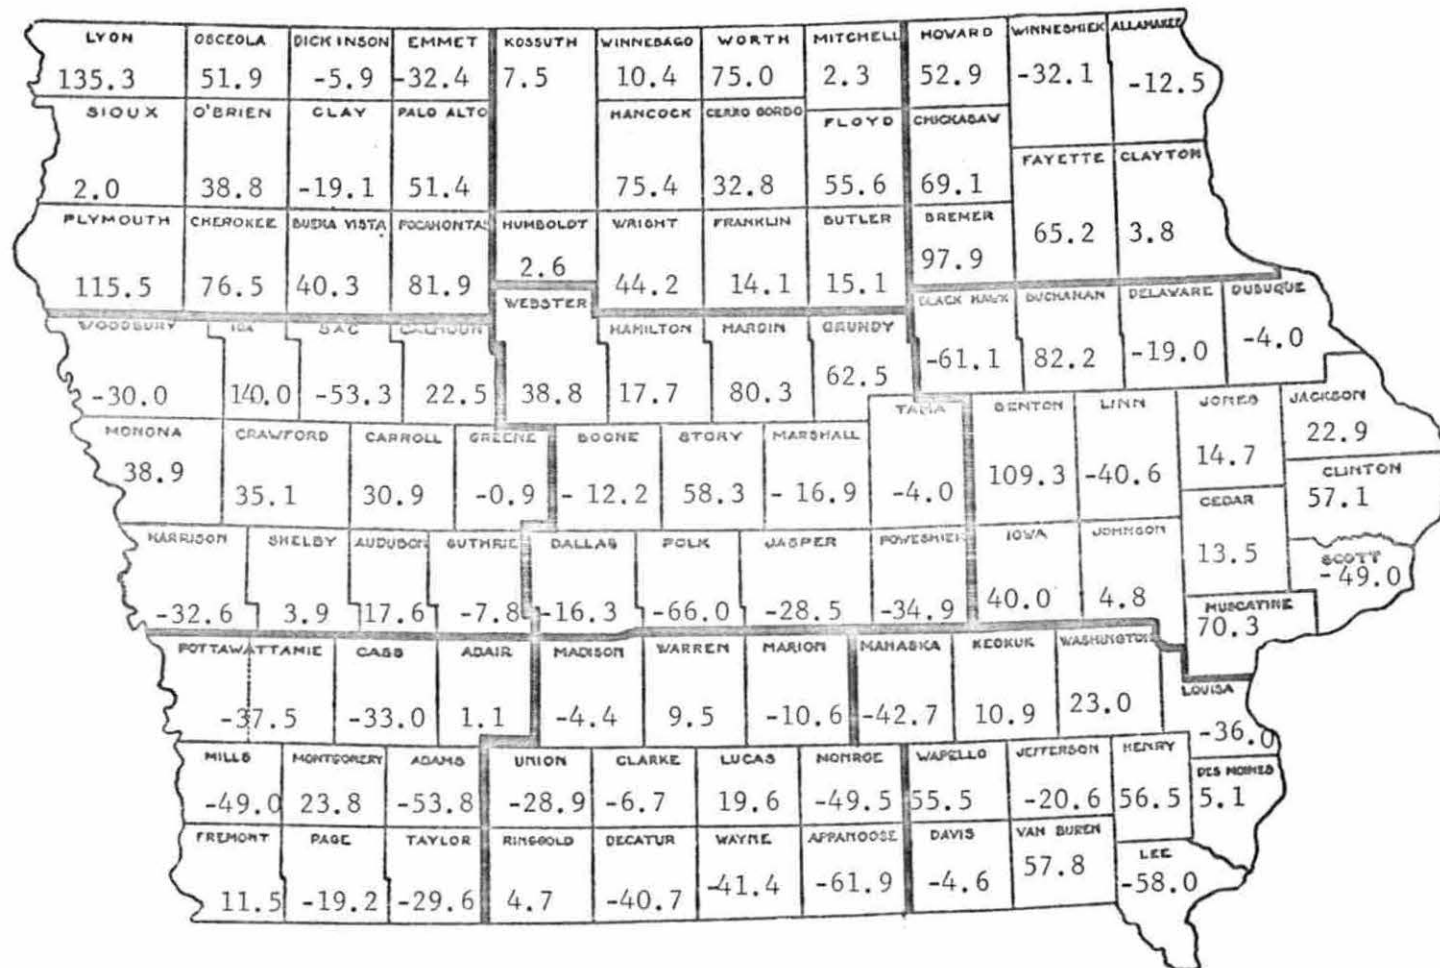 LYON OSCEOLA DICKINSON EMMET KOSSUTH WINNEBAGO WORTH MITCHELL HOWARD WINNESHIEK ALLAMAKEE
135.3 51.9 -5.9 -32.4 7.5 10.4 75.0 2.3 52.9 -32.1 -12.5
SIOUX O'BRIEN CLAY PALO ALTO HANCOCK CERRO GORDO FLOYD CHICKASAW
FAYETTE CLAYTON
2.0 38.8 -19.1 51.4 75.4 32.8 55.6 69.1
PLYMOUTH CHEROKEE BUENA VISTA POCAHONTAS HUMBOLDT WRIGHT FRANKLIN BUTLER BREMER
65.2 3.8
115.5 76.5 40.3 81.9 2.6 44.2 14.1 15.1 97.9
WEBSTER BLACK HAWK BUCHANAN DELAWARE DUBUQUE
WOODBURY IDA SAC CALHOUN HAMILTON HARDIN GRUNDY
-61.1 82.2 -19.0 -4.0
-30.0 140.0 -53.3 22.5 38.8 17.7 80.3 62.5
TAMA BENTON LINN JONES JACKSON
22.9
MONONA CRAWFORD CARROLL GREENE BOONE STORY MARSHALL
38.9 35.1 30.9 -0.9 - 12.2 58.3 - 16.9 -4.0 109.3 -40.6 14.7
CLINTON
57.1
CEDAR
HARRISON SHELBY AUDUBON GUTHRIE DALLAS POLK JASPER POWESHIEK IOWA JOHNSON
13.5 SCOTT
-49.0
-32.6 3.9 17.6 -7.8 -16.3 -66.0 -28.5 -34.9 40.0 4.8
MUSCATINE
70.3
POTTAWATTAMIE CASS ADAIR MADISON WARREN MARION MAHASKA KEOKUK WASHINGTON
LOUISA
-37.5 -33.0 1.1 -4.4 9.5 -10.6 -42.7 10.9 23.0 -36.0
MILLS MONTGOMERY ADAMS UNION CLARKE LUCAS MONROE WAPELLO JEFFERSON HENRY DES MOINES
-49.0 23.8 -53.8 -28.9 -6.7 19.6 -49.5 55.5 -20.6 56.5 5.1
FREMONT PAGE TAYLOR RINGGOLD DECATUR WAYNE APPANOOSE DAVIS VAN BUREN LEE
11.5 -19.2 -29.6 4.7 -40.7 -41.4 -61.9 -4.6 57.8 -58.0